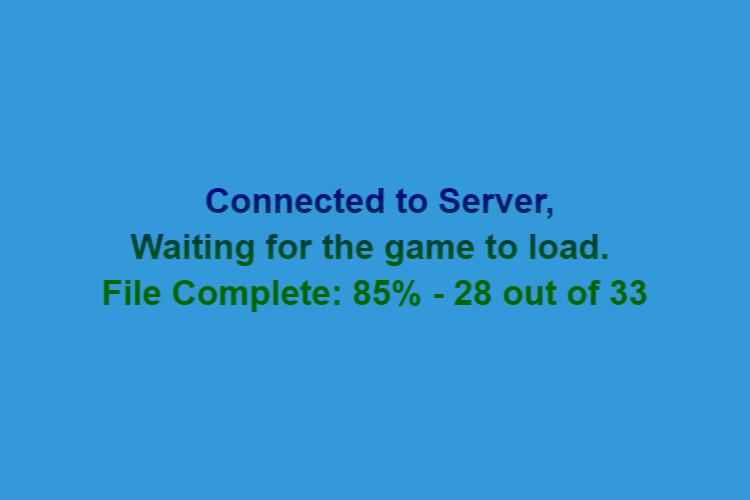 Connected to Server,
Waiting for the game to load.
File Complete: 85% - 28 out of 33